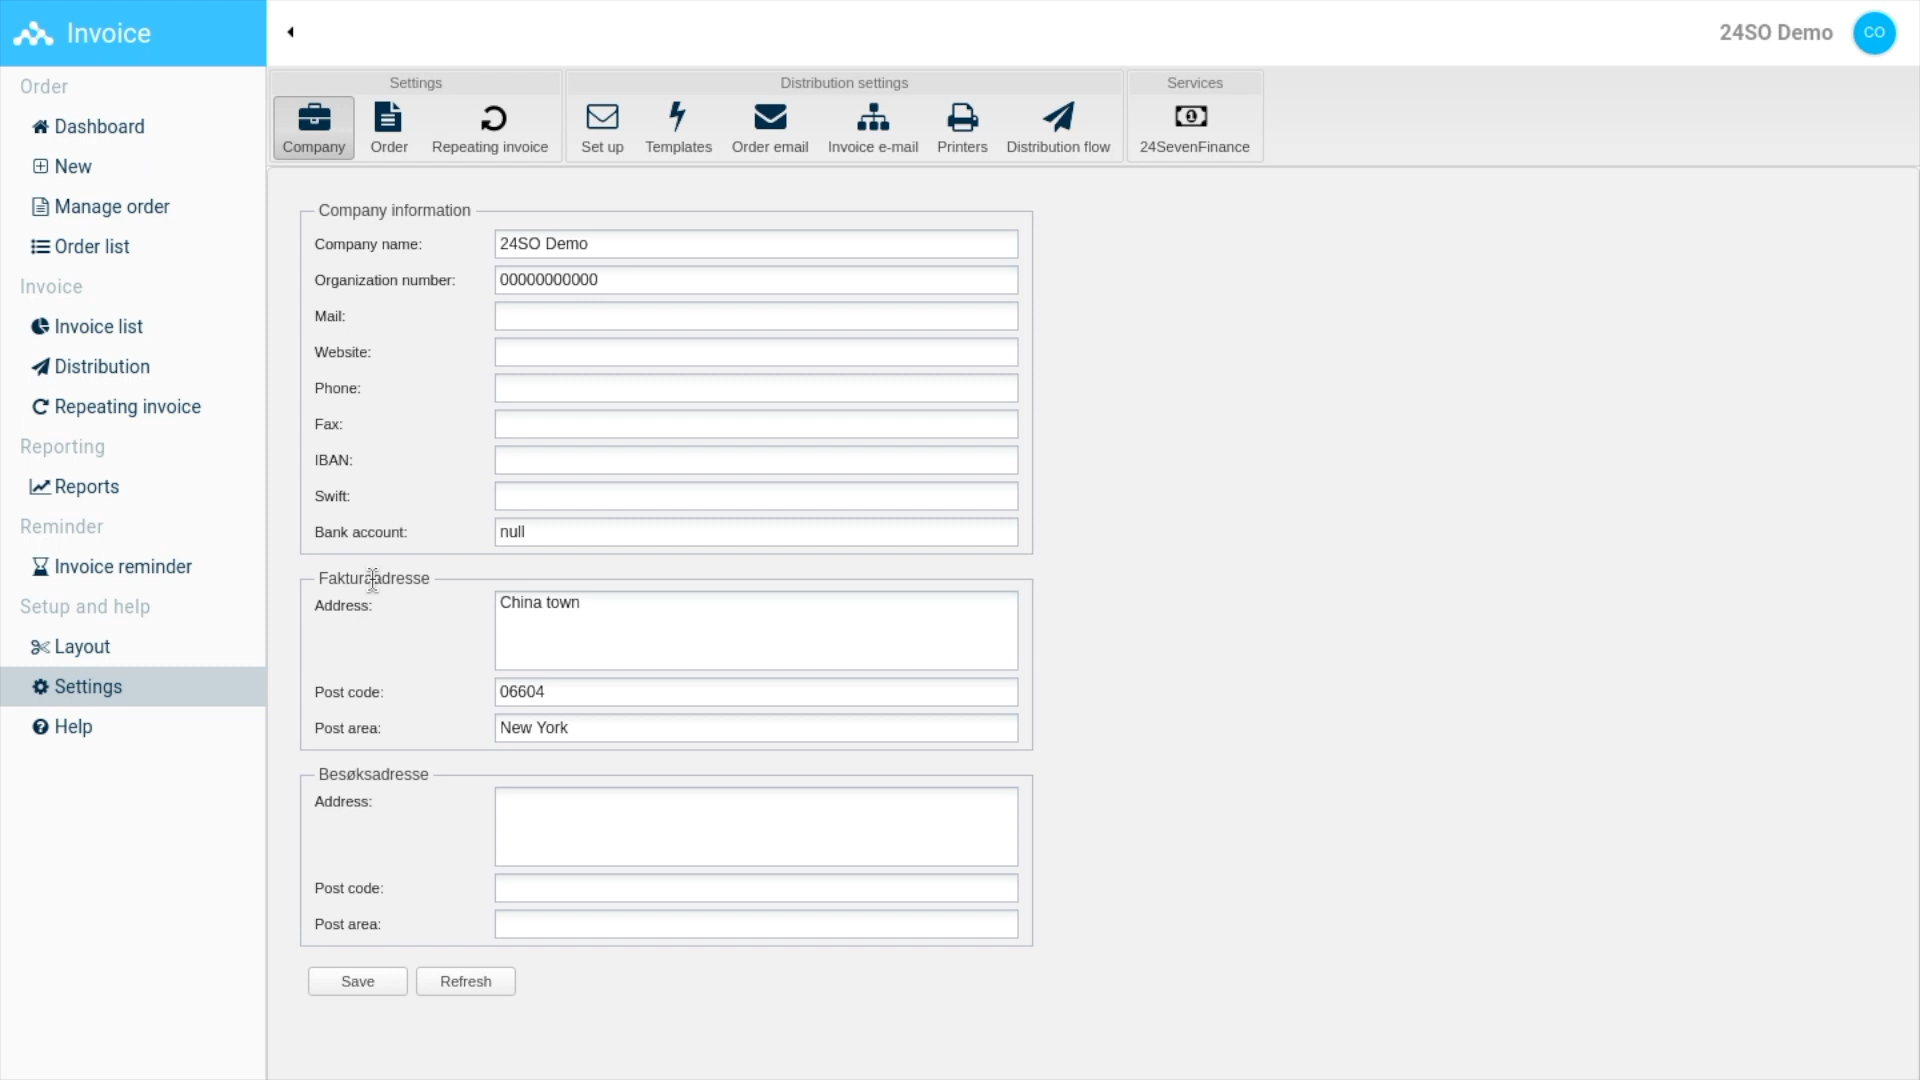 Invoice
24SO Demo
CO
Order
Dashboard
New
Manage order
Order list
Invoice
Invoice list
Distribution
Repeating invoice
Reporting
Reports
Reminder
Invoice reminder
Setup and help
Layout
Settings
Help
Settings
Company
Order
Repeating invoice
Distribution settings
Set up
Templates
Order email
Invoice e-mail
Printers
Distribution flow
Services
24SevenFinance
Company information
Company name: 24SO Demo
Organization number: 00000000000
Mail:
Website:
Phone:
Fax:
IBAN:
Swift:
Bank account: null
Fakturaadresse
Address: China town
Post code: 06604
Post area: New York
Besøksadresse
Address:
Post code:
Post area:
Save
Refresh